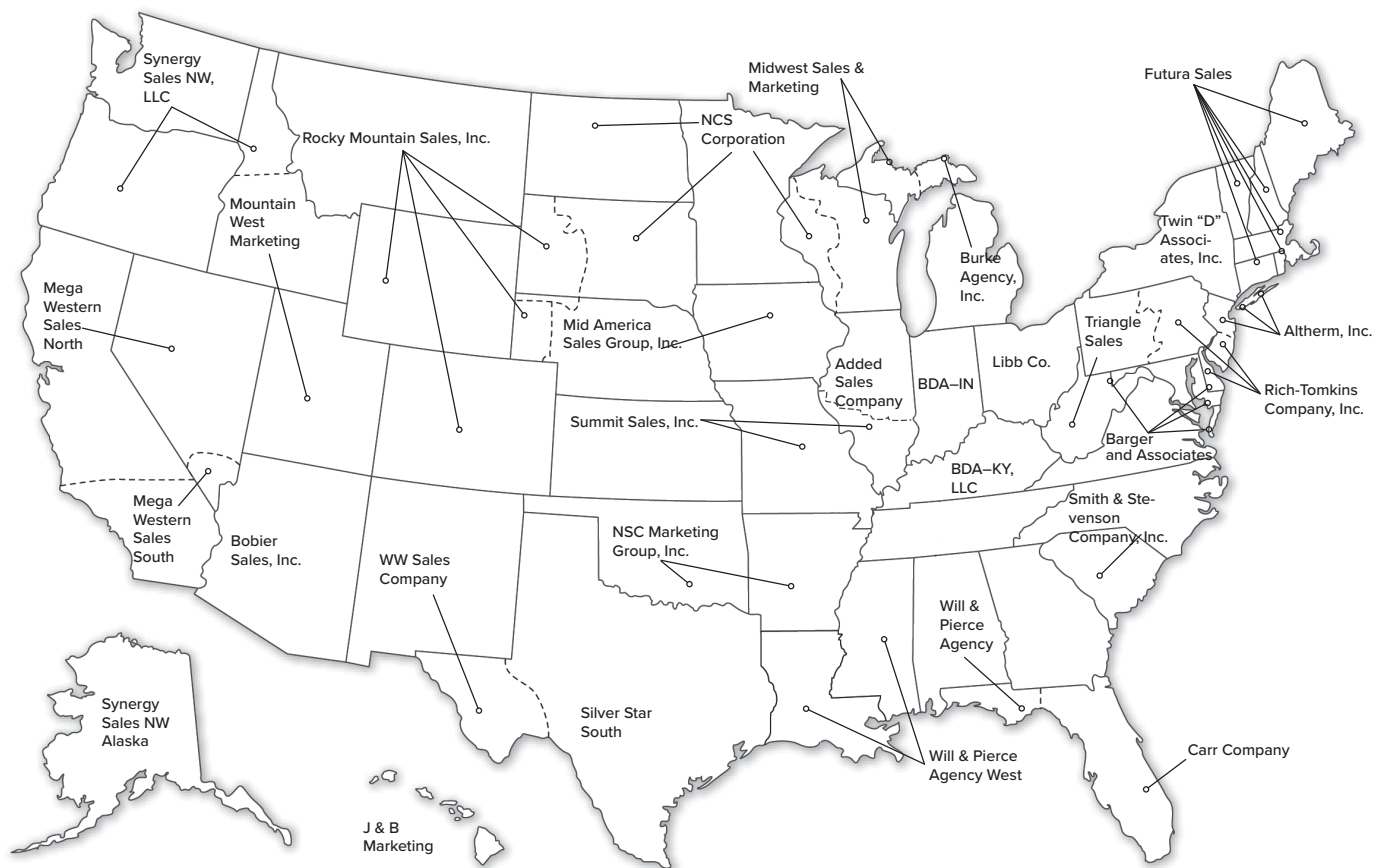 Synergy
Sales NW,
LLC
Midwest Sales &
Marketing
Futura Sales
Rocky Mountain Sales, Inc.
NCS
Corporation
Mountain
West
Marketing
Twin “D”
Associ-
ates, Inc.
Burke
Agency,
Inc.
Mega
Western
Sales
North
Mid America
Sales Group, Inc.
Triangle
Sales
Altherm, Inc.
Added
Sales
Company
BDA–IN
Libb Co.
Rich-Tomkins
Company, Inc.
Summit Sales, Inc.
Barger
and Associates
BDA–KY,
LLC
Mega
Western
Sales
South
Bobier
Sales, Inc.
WW Sales
Company
NSC Marketing
Group, Inc.
Smith & Ste-
venson
Company, Inc.
Will &
Pierce
Agency
Synergy
Sales NW
Alaska
Silver Star
South
Will & Pierce
Agency West
Carr Company
J & B
Marketing